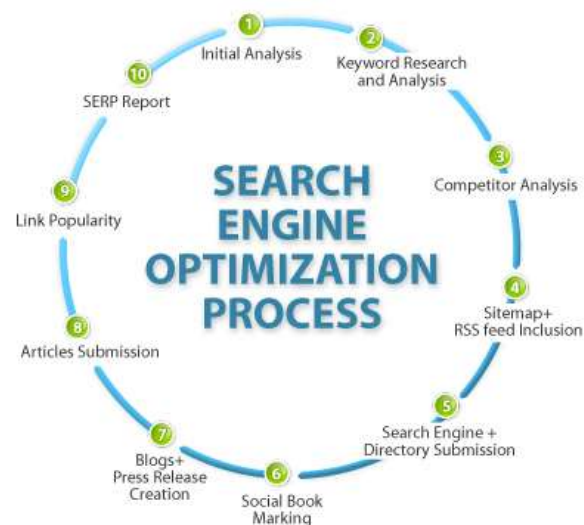 1
Initial Analysis
2
Keyword Research
and Analysis
3
Competitor Analysis
4
Sitemap+
RSS feed Inclusion
5
Search Engine +
Directory Submission
6
Social Book
Marking
7
Blogs+
Press Release
Creation
8
Articles Submission
9
Link Popularity
10
SERP Report
SEARCH
ENGINE
OPTIMIZATION
PROCESS